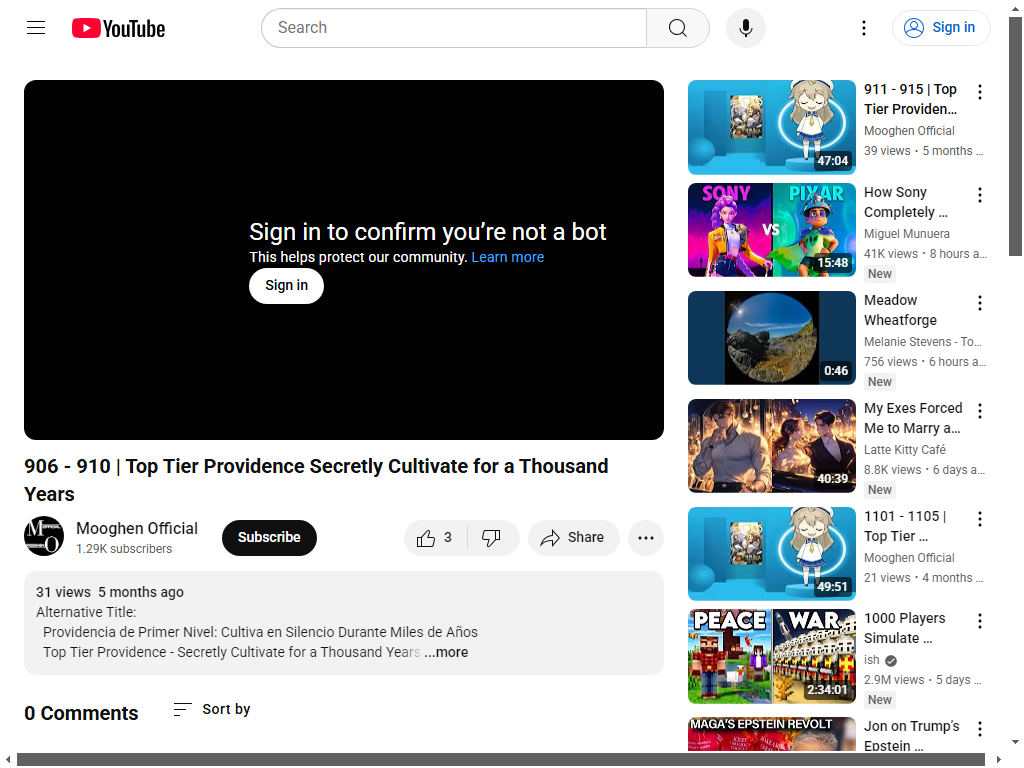 YouTube
Search
Sign in
Sign in to confirm you’re not a bot
This helps protect our community. Learn more
Sign in
906 - 910 | Top Tier Providence Secretly Cultivate for a Thousand
Years
Mooghen Official
1.29K subscribers
Subscribe
3
Share
31 views 5 months ago
Alternative Title:
Providencia de Primer Nivel: Cultiva en Silencio Durante Miles de Años
Top Tier Providence - Secretly Cultivate for a Thousand Years ...more
0 Comments
Sort by
47:04
911 - 915 | Top
Tier Providen...
Mooghen Official
39 views • 5 months ...
SONY
VS
PIXAR
15:48
How Sony
Completely ...
Miguel Munuera
41K views • 8 hours a...
New
0:46
Meadow
Wheatforge
Melanie Stevens - To...
756 views • 6 hours a...
New
40:39
My Exes Forced
Me to Marry a...
Latte Kitty Café
8.8K views • 6 days a...
New
49:51
1101 - 1105 |
Top Tier ...
Mooghen Official
21 views • 4 months ...
PEACE
WAR
2:34:01
1000 Players
Simulate ...
ish
2.9M views • 5 days ...
New
MAGA'S EPSTEIN REVOLT
Jon on Trump's
Epstein ...